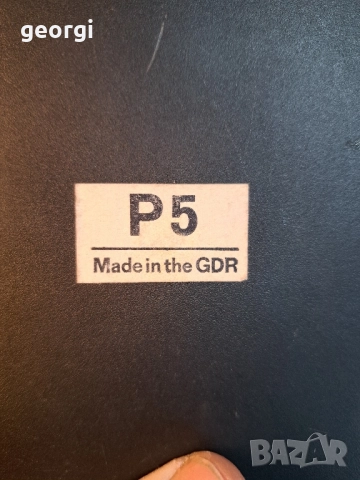 georgi
P5
Made in the GDR
BAZAR